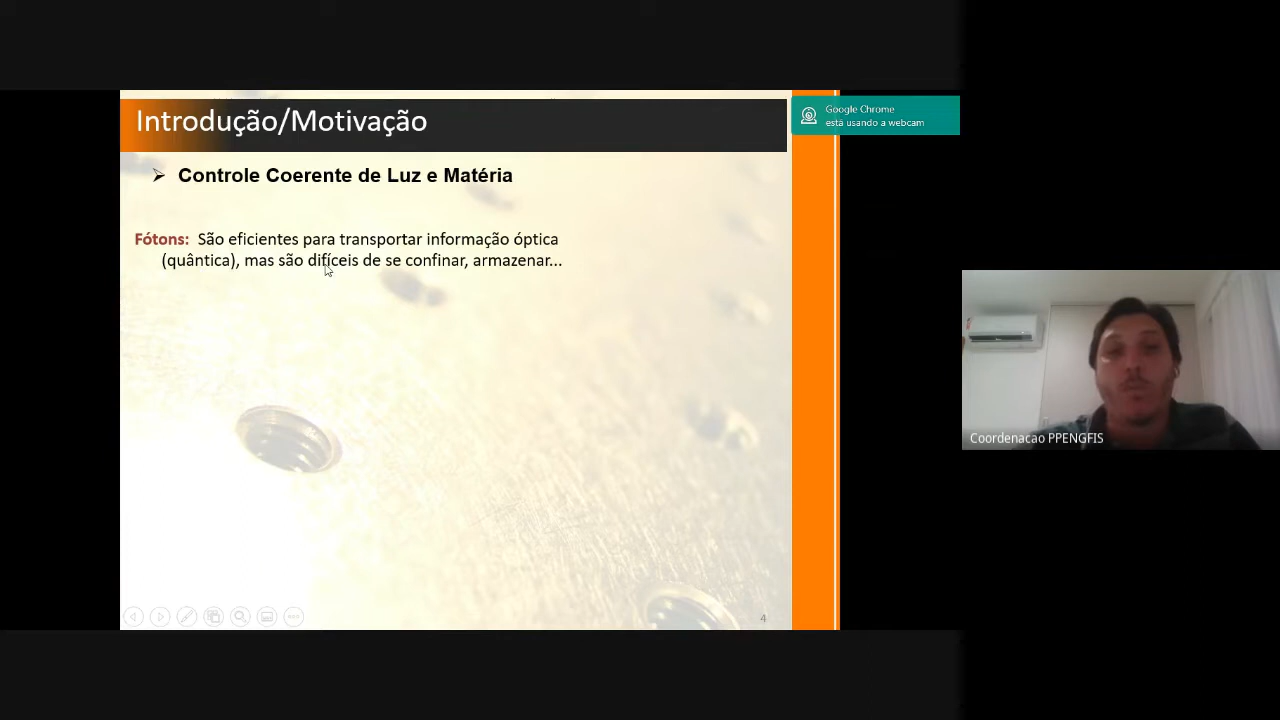 Introdução/Motivação
Google Chrome
está usando a webcam
➢ Controle Coerente de Luz e Matéria
Fótons: São eficientes para transportar informação óptica
(quântica), mas são difíceis de se confinar, armazenar...
Coordenacao PPENGFIS
4